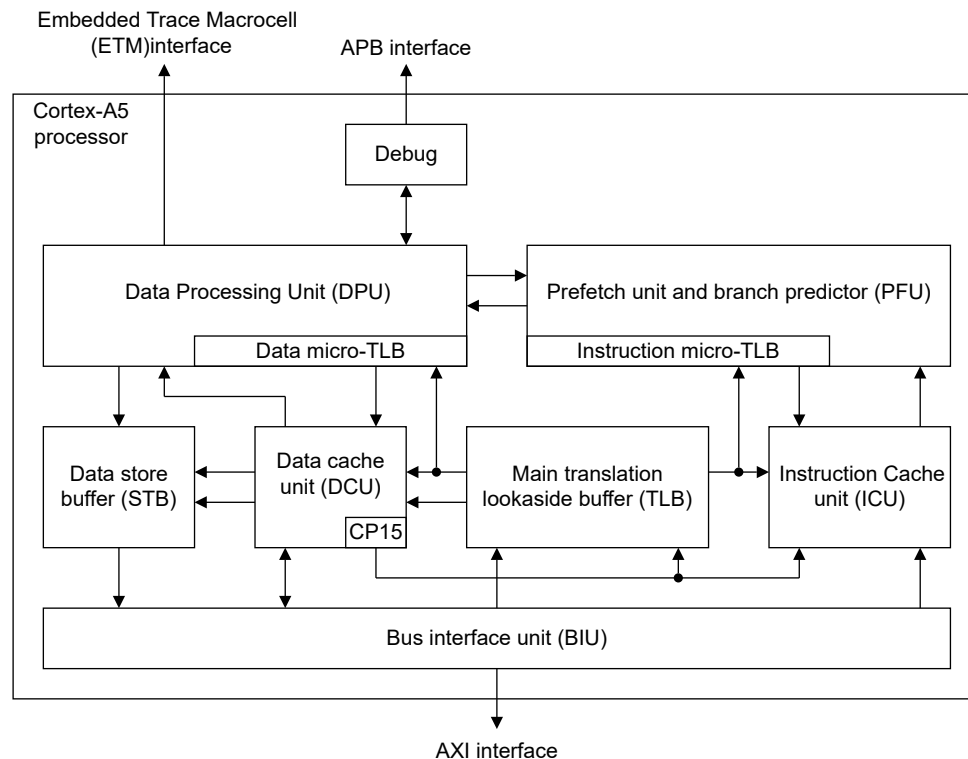 Embedded Trace Macrocell
(ETM)interface
APB interface
Cortex-A5
processor
Debug
Data Processing Unit (DPU)
Prefetch unit and branch predictor (PFU)
Data micro-TLB
Instruction micro-TLB
Data store
buffer (STB)
Data cache
unit (DCU)
CP15
Main translation
lookaside buffer (TLB)
Instruction Cache
unit (ICU)
Bus interface unit (BIU)
AXI interface